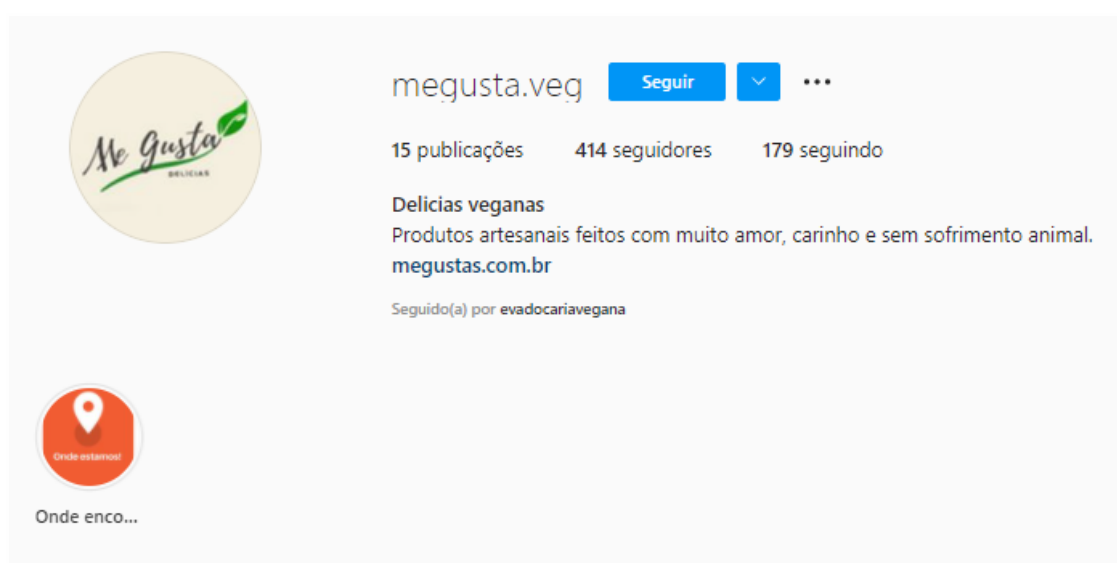 Me Gusta
DELICIAS
megusta.veg Seguir
15 publicações 414 seguidores 179 seguindo
Delicias veganas
Produtos artesanais feitos com muito amor, carinho e sem sofrimento animal.
megustas.com.br
Seguido(a) por evadocariavegana
Onde estamos!
Onde enco...